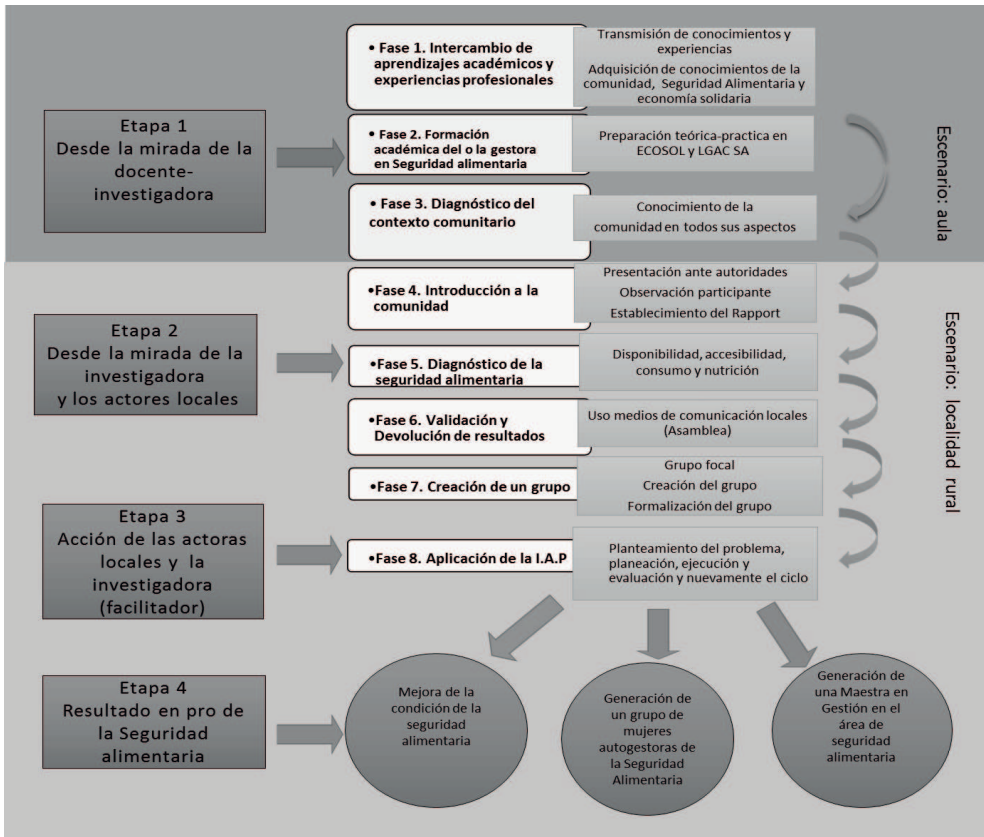 • Fase 1. Intercambio de
aprendizajes académicos y
experiencias profesionales
Transmisión de conocimientos y
experiencias
Adquisición de conocimientos de la
comunidad, Seguridad Alimentaria y
economía solidaria
Etapa 1
Desde la mirada de la
docente-
investigadora
• Fase 2. Formación
académica del o la gestora
en Seguridad alimentaria
Preparación teórica-practica en
ECOSOL y LGAC SA
• Fase 3. Diagnóstico del
contexto comunitario
Conocimiento de la
comunidad en todos sus aspectos
Escenario: aula
Etapa 2
Desde la mirada de la
investigadora
y los actores locales
•Fase 4. Introducción a la
comunidad
Presentación ante autoridades
Observación participante
Establecimiento del Rapport
•Fase 5. Diagnóstico de la
seguridad alimentaria
Disponibilidad, accesibilidad,
consumo y nutrición
•Fase 6. Validación y
Devolución de resultados
Uso medios de comunicación locales
(Asamblea)
•Fase 7. Creación de un grupo
Grupo focal
Creación del grupo
Formalización del grupo
Escenario: localidad rural
Etapa 3
Acción de las actoras
locales y la
investigadora
(facilitador)
•Fase 8. Aplicación de la I.A.P
Planteamiento del problema,
planeación, ejecución y
evaluación y nuevamente el ciclo
Etapa 4
Resultado en pro de
la Seguridad
alimentaria
Mejora de la
condición de la
seguridad
alimentaria
Generación de
un grupo de
mujeres
autogestoras de
la Seguridad
Alimentaria
Generación de
una Maestra en
Gestión en el
área de
seguridad
alimentaria